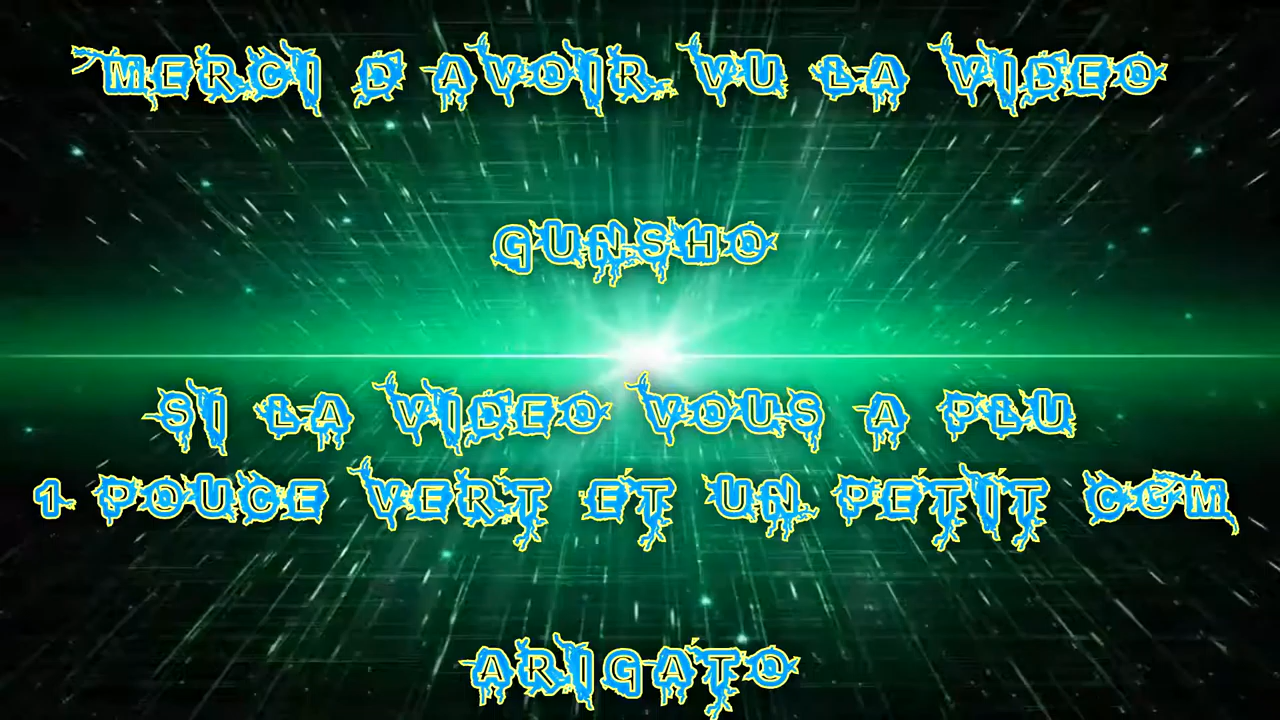 MERCI D AVOIR VU LA VIDEO
GUNSHO
SI LA VIDEO VOUS A PLU
1 POUCE VERT ET UN PETIT COM
ARIGATO